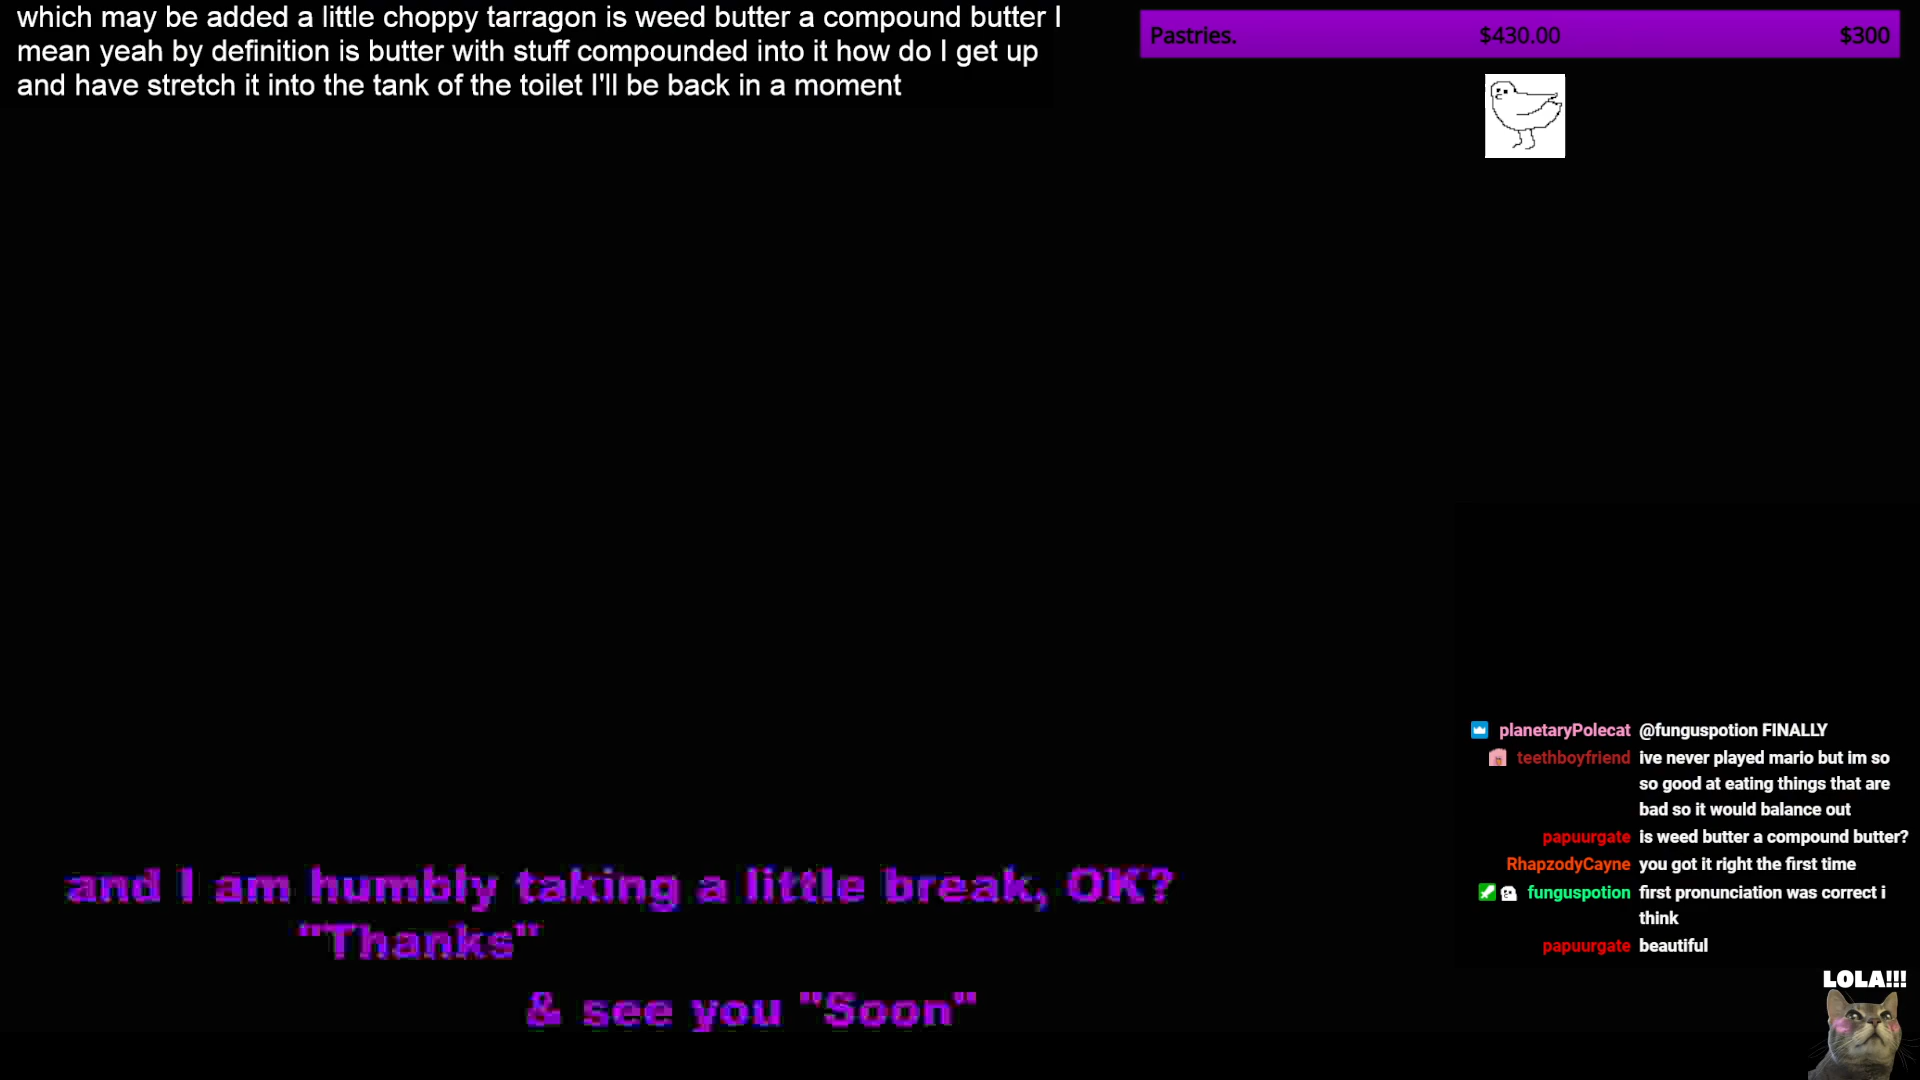 which may be added a little choppy tarragon is weed butter a compound butter I
mean yeah by definition is butter with stuff compounded into it how do I get up
and have stretch it into the tank of the toilet I'll be back in a moment
Pastries. $430.00 $300
planetaryPolecat @funguspotion FINALLY
teethboyfriend ive never played mario but im so
so good at eating things that are
bad so it would balance out
papuurgate is weed butter a compound butter?
RhapzodyCayne you got it right the first time
funguspotion first pronunciation was correct i
think
papuurgate beautiful
and I am humbly taking a little break, OK?
"Thanks"
& see you "Soon"
LOLA!!!